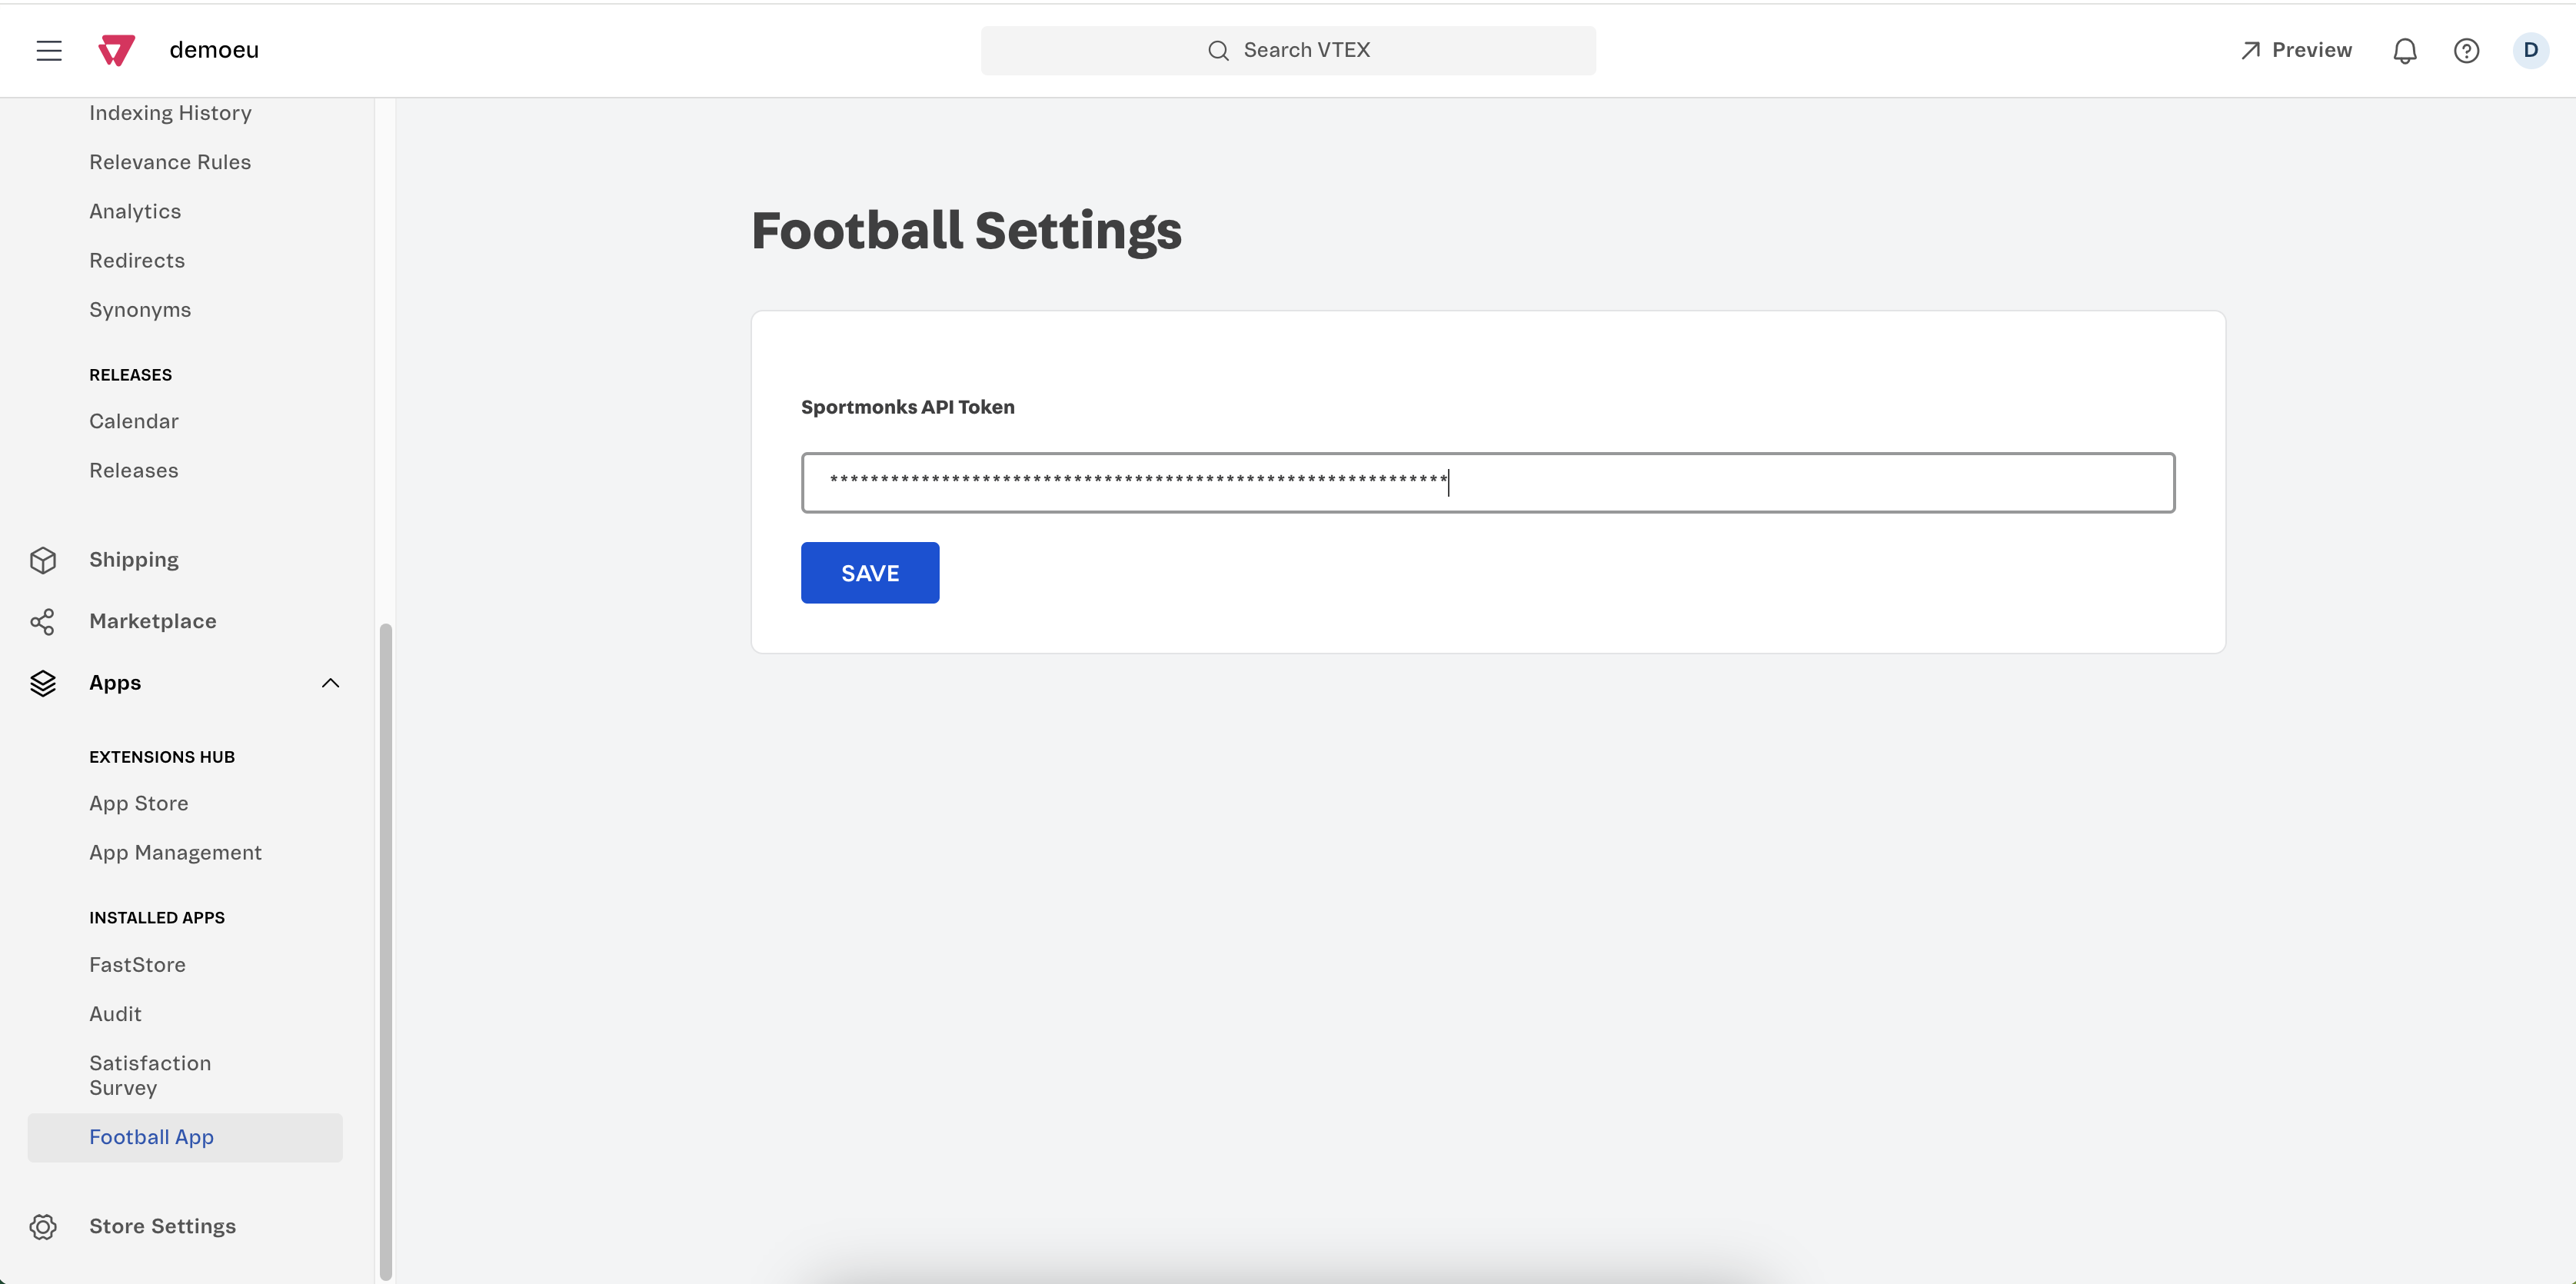 demoeu
Search VTEX
Preview
D
Indexing History
Relevance Rules
Analytics
Redirects
Synonyms
RELEASES
Calendar
Releases
Shipping
Marketplace
Apps
EXTENSIONS HUB
App Store
App Management
INSTALLED APPS
FastStore
Audit
Satisfaction
Survey
Football App
Store Settings
Football Settings
Sportmonks API Token
*************************************************************
SAVE